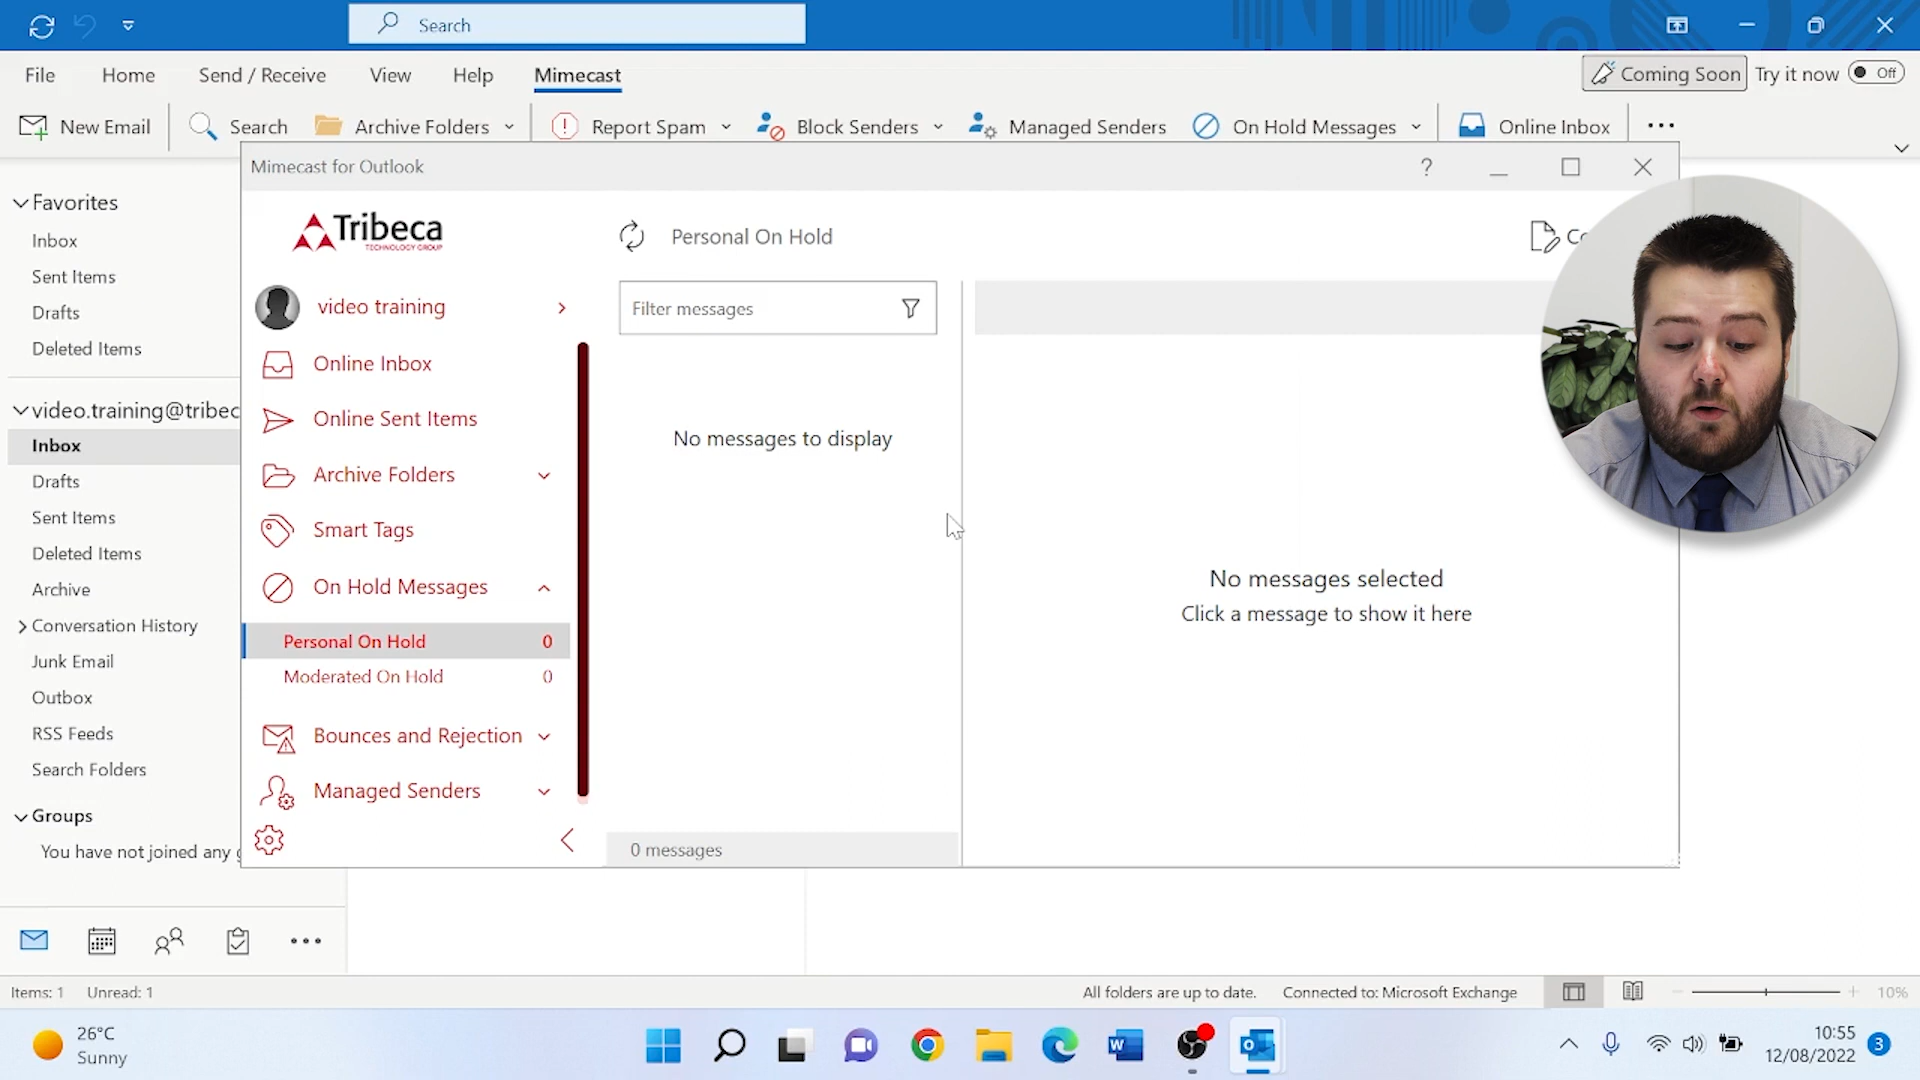 Search
File Home Send / Receive View Help Mimecast Coming Soon Try it now Off
New Email Search Archive Folders Report Spam Block Senders Managed Senders On Hold Messages Online Inbox
Mimecast for Outlook
Favorites
Inbox
Sent Items
Drafts
Deleted Items
video.training@tribec
Inbox
Drafts
Sent Items
Deleted Items
Archive
Conversation History
Junk Email
Outbox
RSS Feeds
Search Folders
Groups
You have not joined any g
Tribeca
TECHNOLOGY GROUP
video training
Online Inbox
Online Sent Items
Archive Folders
Smart Tags
On Hold Messages
Personal On Hold 0
Moderated On Hold 0
Bounces and Rejection
Managed Senders
Personal On Hold
Filter messages
No messages to display
0 messages
No messages selected
Click a message to show it here
Items: 1 Unread: 1 All folders are up to date. Connected to: Microsoft Exchange 10%
26°C
Sunny
10:55
12/08/2022
3